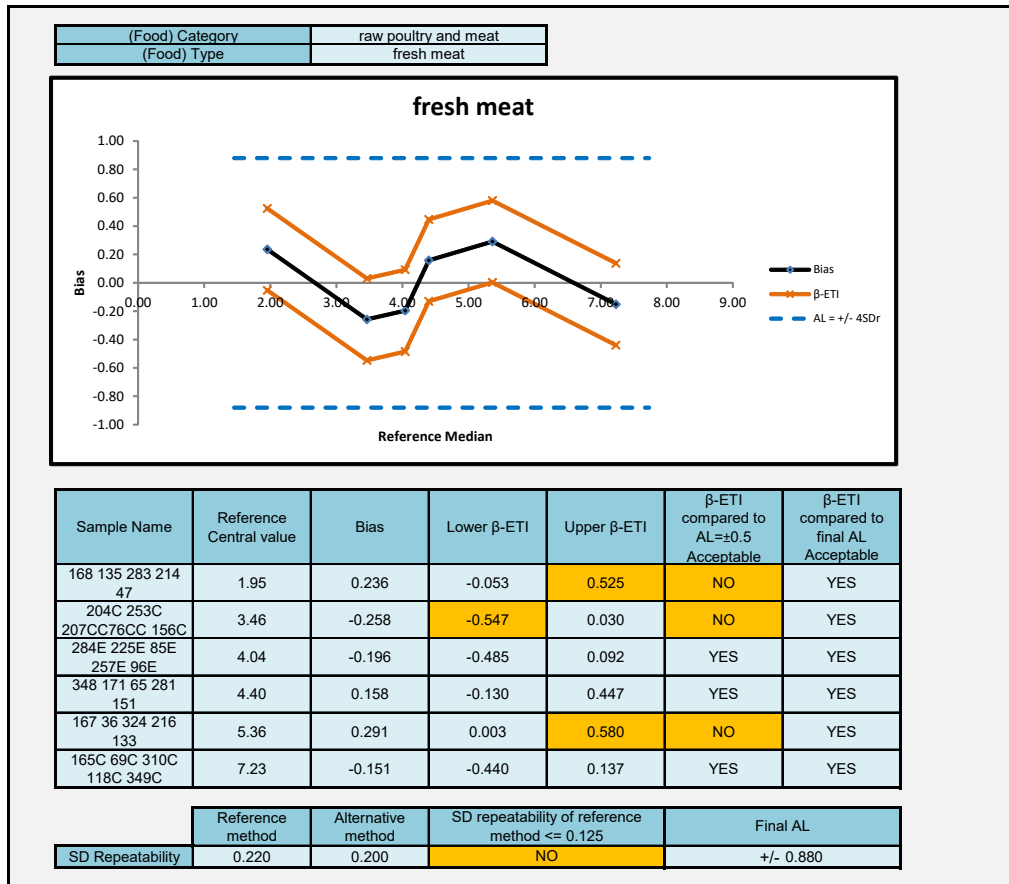 (Food) Category raw poultry and meat
(Food) Type fresh meat
fresh meat
1.00
0.80
0.60
0.40
0.20
0.00
-0.20
-0.40
-0.60
-0.80
-1.00
0.00 1.00 2.00 3.00 4.00 5.00 6.00 7.00 8.00 9.00
Bias
Reference Median
Bias
β-ETI
AL = +/- 4SDr
Sample Name
Reference
Central value
Bias
Lower β-ETI
Upper β-ETI
β-ETI
compared to
AL=±0.5
Acceptable
β-ETI
compared to
final AL
Acceptable
168 135 283 214
47
1.95 0.236 -0.053 0.525 NO YES
204C 253C
207CC76CC 156C
3.46 -0.258 -0.547 0.030 NO YES
284E 225E 85E
257E 96E
4.04 -0.196 -0.485 0.092 YES YES
348 171 65 281
151
4.40 0.158 -0.130 0.447 YES YES
167 36 324 216
133
5.36 0.291 0.003 0.580 NO YES
165C 69C 310C
118C 349C
7.23 -0.151 -0.440 0.137 YES YES
Reference
method
Alternative
method
SD repeatability of reference
method <= 0.125
Final AL
SD Repeatability 0.220 0.200 NO +/- 0.880